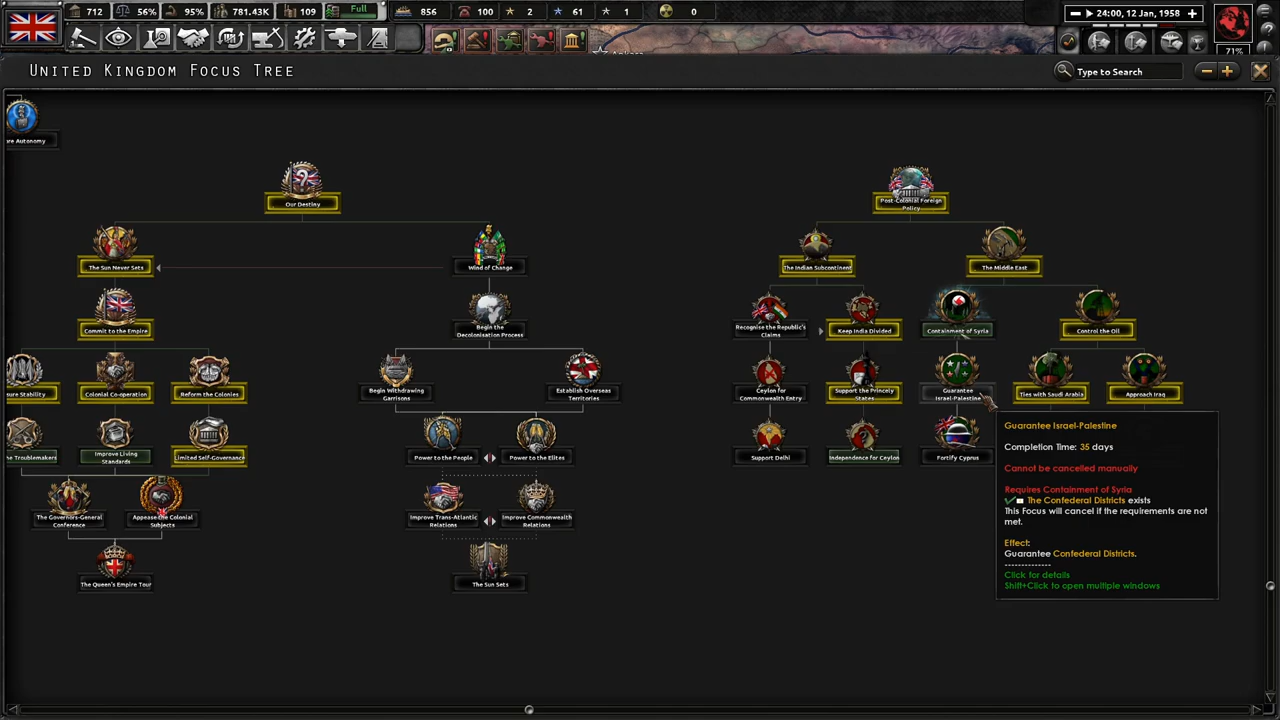 712
56%
95%
781.43K
109
Full
856
100
2
61
1
0
24:00, 12 Jan, 1958
71%
United Kingdom Focus Tree
Type to Search
ure Autonomy
Our Destiny
Post-Colonial Foreign
Policy
The Sun Never Sets
Wind of Change
The Indian Subcontinent
The Middle East
Commit to the Empire
Begin the
Decolonisation Process
Recognise the Republic's
Claims
Keep India Divided
Containment of Syria
Control the Oil
sure Stability
Colonial Co-operation
Reform the Colonies
Begin Withdrawing
Garrisons
Establish Overseas
Territories
Ceylon for
Commonwealth Entry
Support the Princely
States
Guarantee
Israel-Palestine
Ties with Saudi Arabia
Approach Iraq
he Troublemakers
Improve Living
Standards
Limited Self-Governance
Power to the People
Power to the Elites
Support Delhi
Independence for Ceylon
Fortify Cyprus
The Governors-General
Conference
Appease the Colonial
Subjects
Improve Trans-Atlantic
Relations
Improve Commonwealth
Relations
The Queen's Empire Tour
The Sun Sets
Guarantee Israel-Palestine
Completion Time: 35 days
Cannot be cancelled manually
Requires Containment of Syria
The Confederal Districts exists
This Focus will cancel if the requirements are not
met.
Effect:
Guarantee Confederal Districts.
--------------
Click for details
Shift+Click to open multiple windows